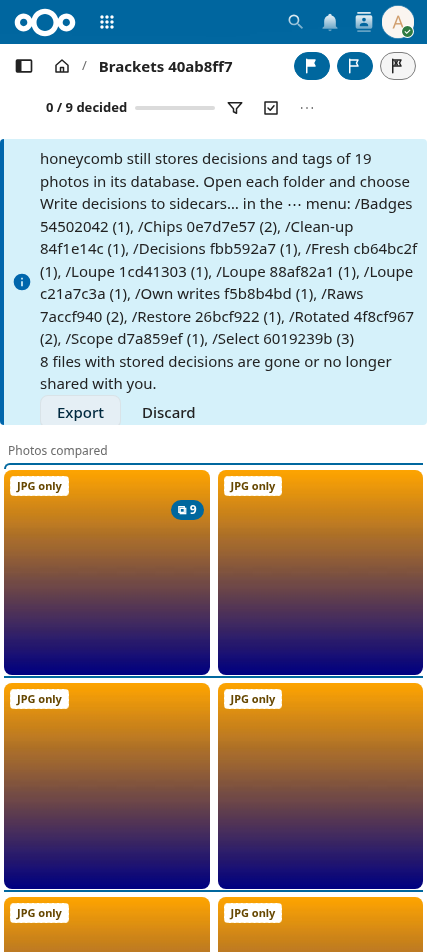 A
/ Brackets 40ab8ff7
0 / 9 decided
honeycomb still stores decisions and tags of 19
photos in its database. Open each folder and choose
Write decisions to sidecars… in the ⋯ menu: /Badges
54502042 (1), /Chips 0e7d7e57 (2), /Clean-up
84f1e14c (1), /Decisions fbb592a7 (1), /Fresh cb64bc2f
(1), /Loupe 1cd41303 (1), /Loupe 88af82a1 (1), /Loupe
c21a7c3a (1), /Own writes f5b8b4bd (1), /Raws
7accf940 (2), /Restore 26bcf922 (1), /Rotated 4f8cf967
(2), /Scope d7a859ef (1), /Select 6019239b (3)
8 files with stored decisions are gone or no longer
shared with you.
Export Discard
Photos compared
JPG only JPG only
9
JPG only JPG only
JPG only JPG only